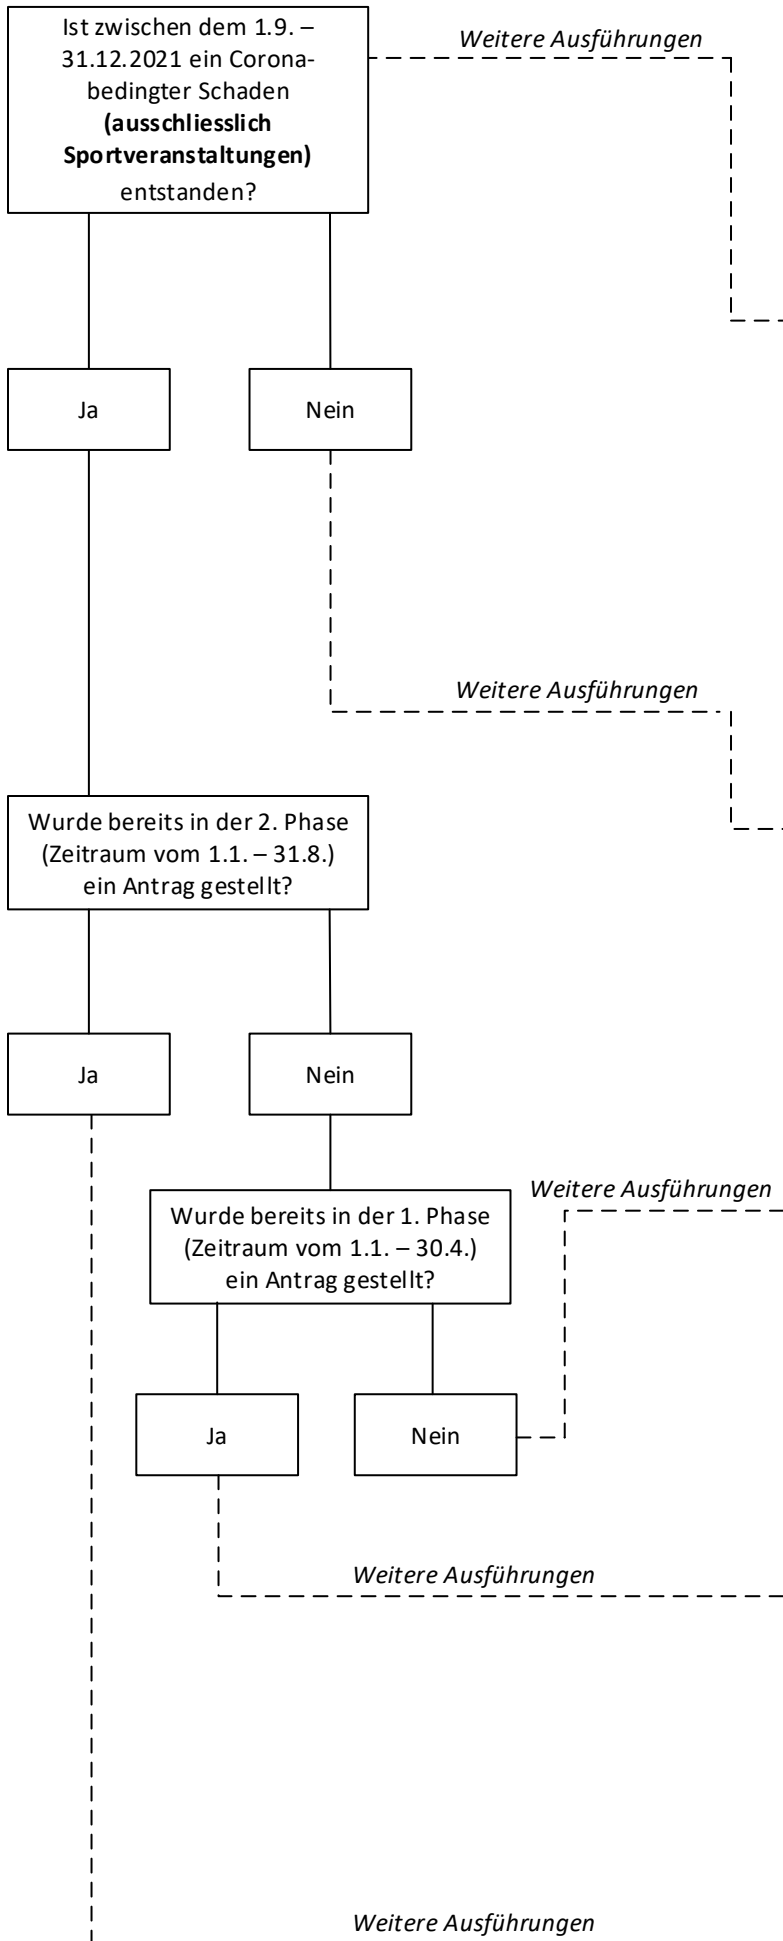 Ist zwischen dem 1.9. –
31.12.2021 ein Corona-
bedingter Schaden
(ausschliesslich
Sportveranstaltungen)
entstanden?
Weitere Ausführungen
Ja
Nein
Weitere Ausführungen
Wurde bereits in der 2. Phase
(Zeitraum vom 1.1. – 31.8.)
ein Antrag gestellt?
Ja
Nein
Weitere Ausführungen
Wurde bereits in der 1. Phase
(Zeitraum vom 1.1. – 30.4.)
ein Antrag gestellt?
Ja
Nein
Weitere Ausführungen
Weitere Ausführungen